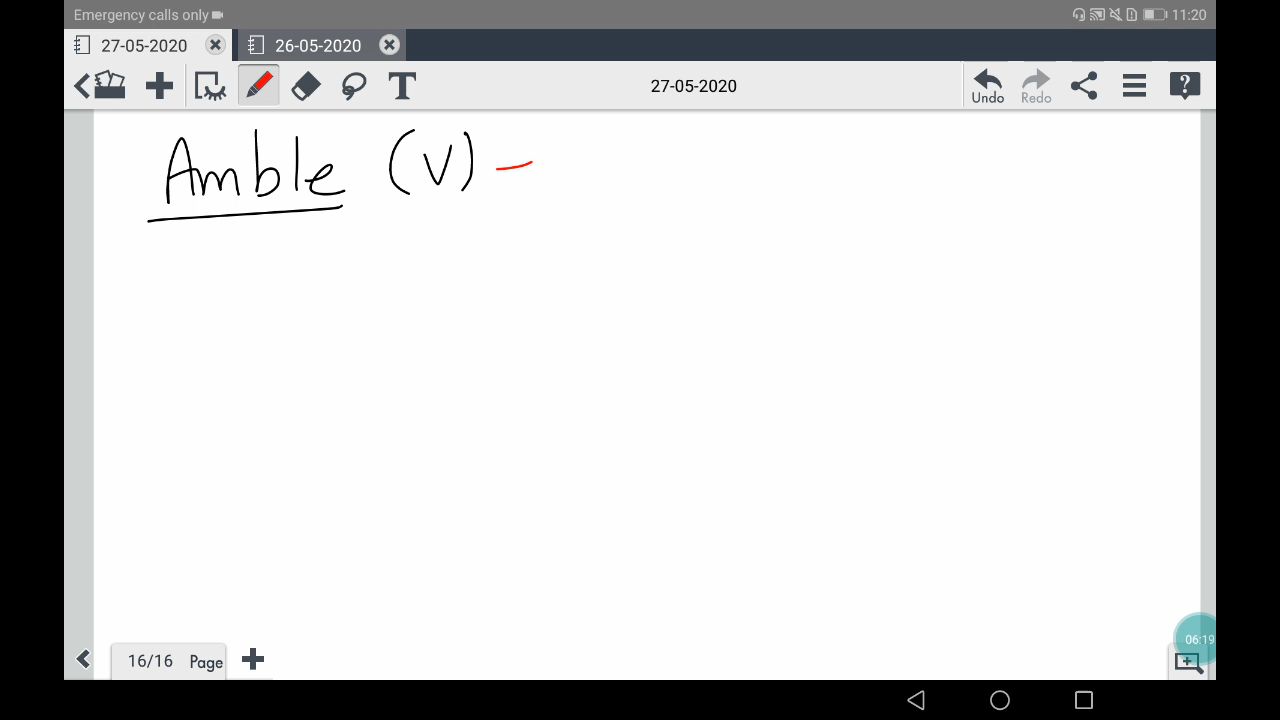 Emergency calls only 11:20
27-05-2020 26-05-2020
27-05-2020 Undo Redo
Amble (V) –
06:19
16/16 Page